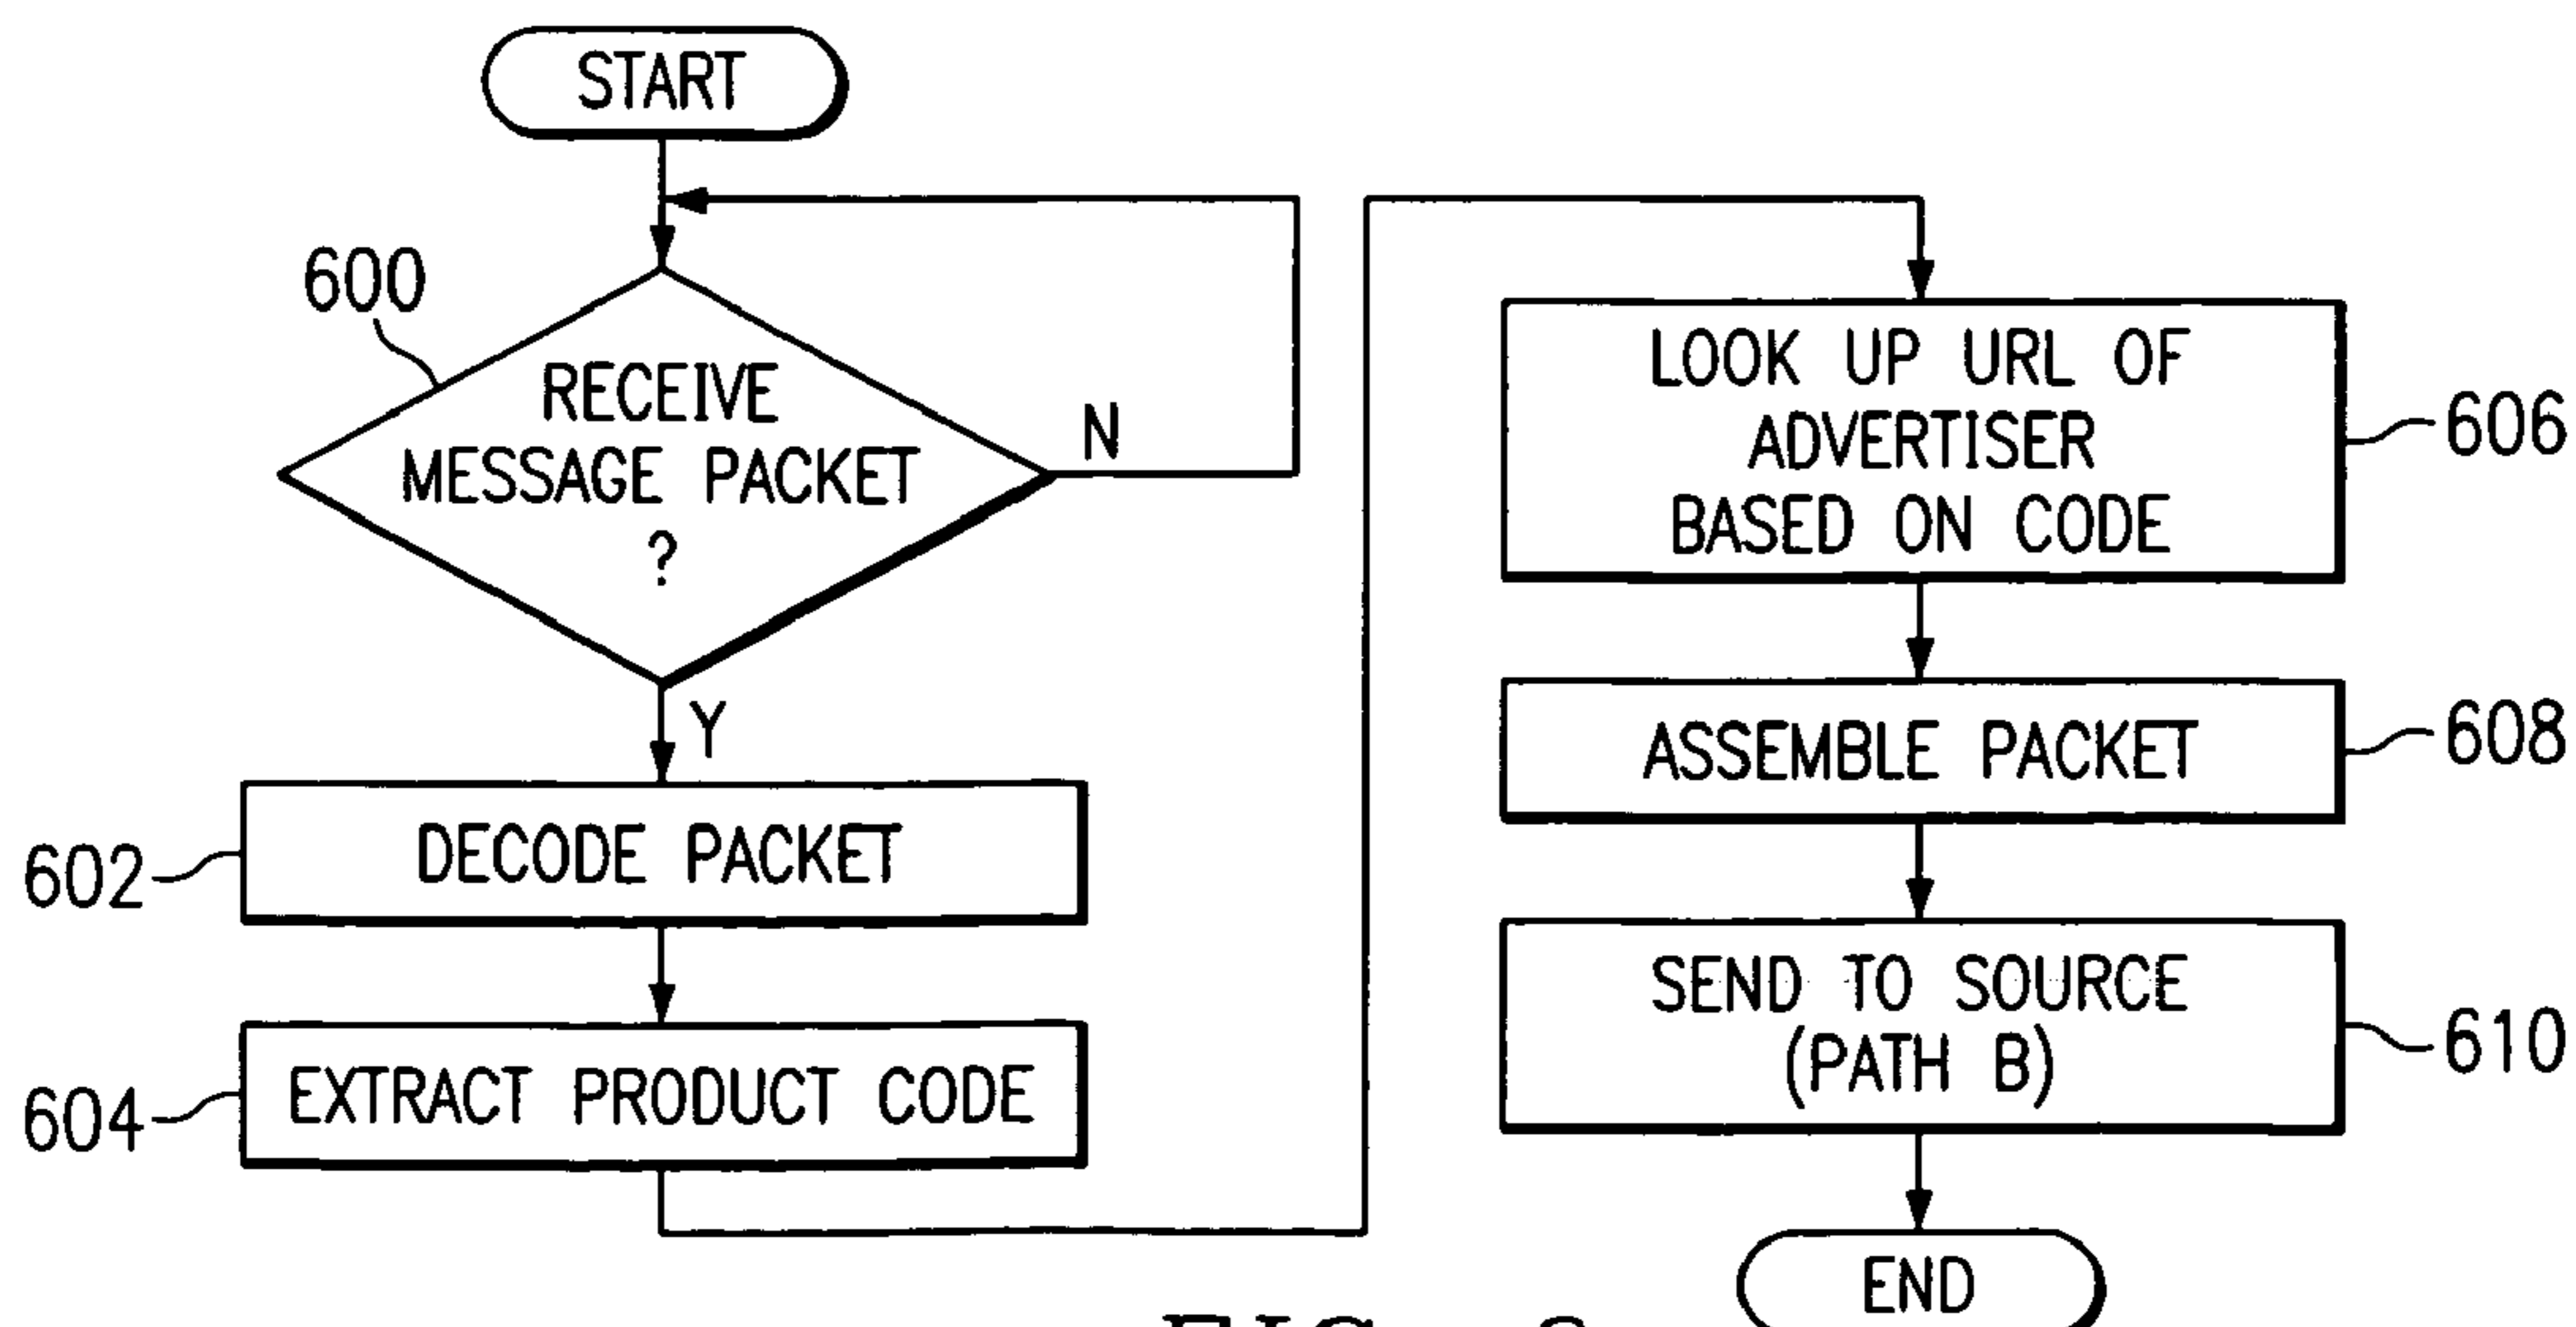 START
600
RECEIVE
MESSAGE PACKET
?
N
Y
DECODE PACKET
602
EXTRACT PRODUCT CODE
604
LOOK UP URL OF
ADVERTISER
BASED ON CODE
606
ASSEMBLE PACKET
608
SEND TO SOURCE
(PATH B)
610
END